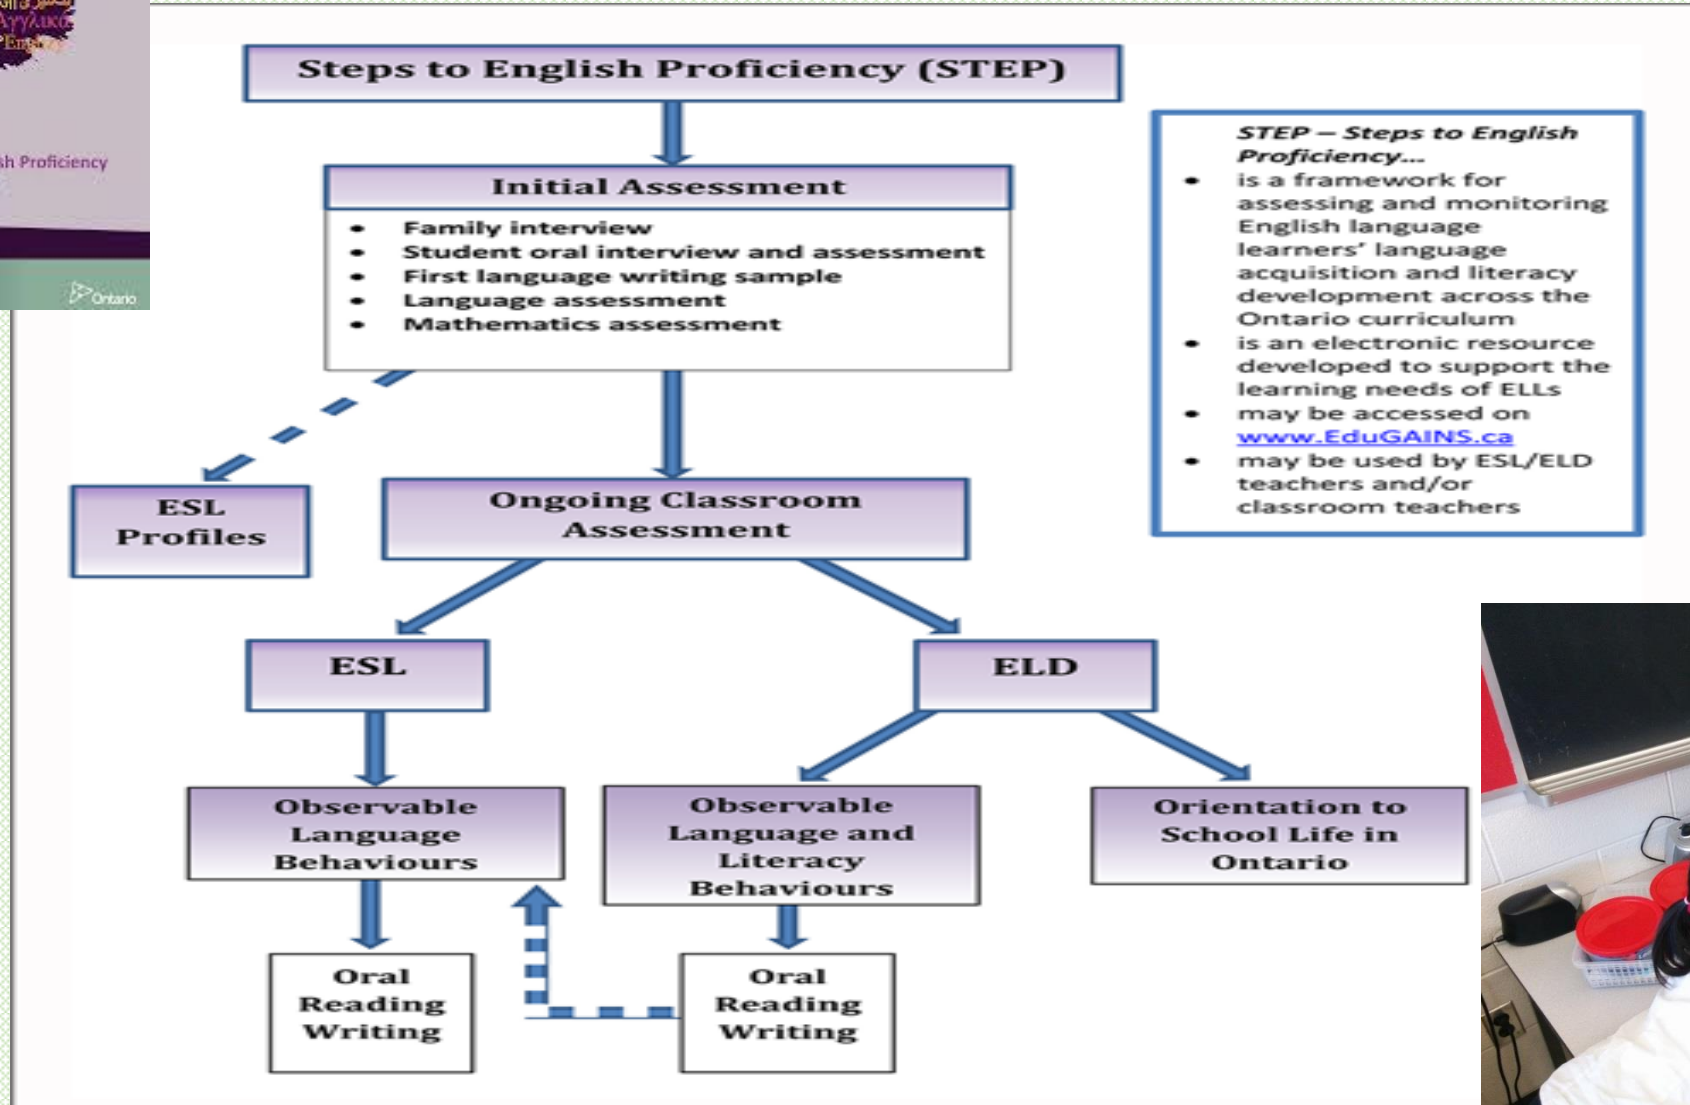 Αγγλικά
English
sh Proficiency
Ontario
Steps to English Proficiency (STEP)
Initial Assessment
• Family interview
• Student oral interview and assessment
• First language writing sample
• Language assessment
• Mathematics assessment
STEP – Steps to English
Proficiency...
• is a framework for
assessing and monitoring
English language
learners' language
acquisition and literacy
development across the
Ontario curriculum
• is an electronic resource
developed to support the
learning needs of ELLs
• may be accessed on
www.EduGAINS.ca
• may be used by ESL/ELD
teachers and/or
classroom teachers
ESL
Profiles
Ongoing Classroom
Assessment
ESL
ELD
Observable
Language
Behaviours
Observable
Language and
Literacy
Behaviours
Orientation to
School Life in
Ontario
Oral
Reading
Writing
Oral
Reading
Writing